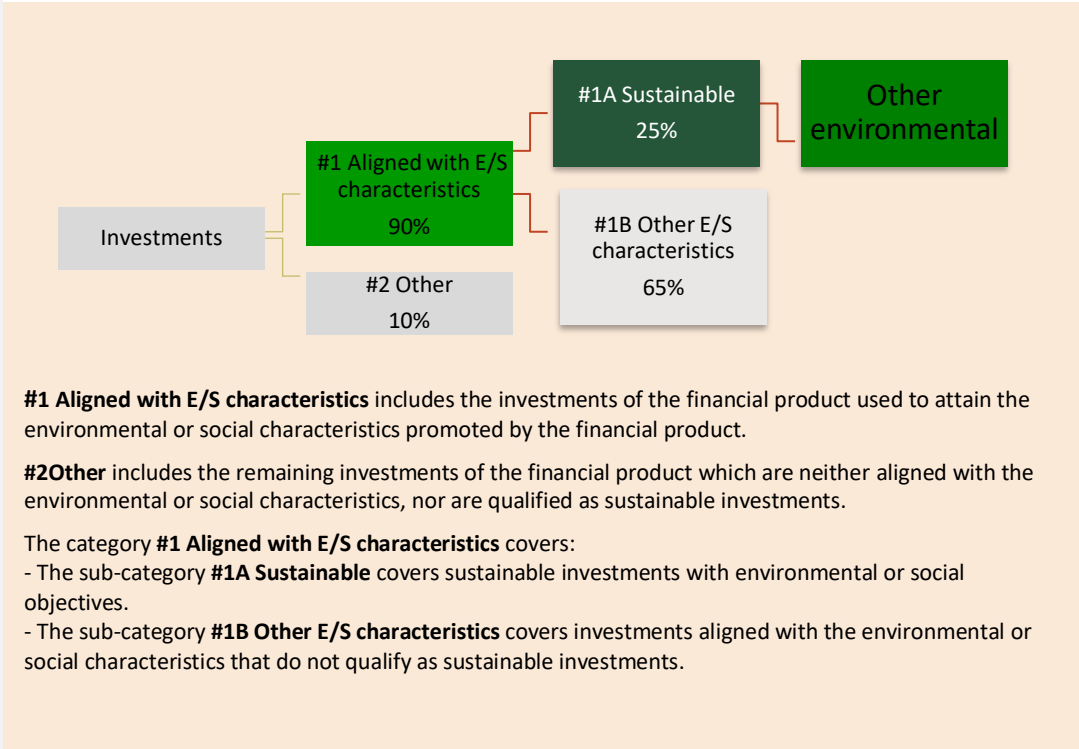 #1A Sustainable
25%
Other
environmental
#1 Aligned with E/S
characteristics
90%
Investments
#1B Other E/S
characteristics
65%
#2 Other
10%
#1 Aligned with E/S characteristics includes the investments of the financial product used to attain the
environmental or social characteristics promoted by the financial product.
#2Other includes the remaining investments of the financial product which are neither aligned with the
environmental or social characteristics, nor are qualified as sustainable investments.
The category #1 Aligned with E/S characteristics covers:
- The sub-category #1A Sustainable covers sustainable investments with environmental or social
objectives.
- The sub-category #1B Other E/S characteristics covers investments aligned with the environmental or
social characteristics that do not qualify as sustainable investments.